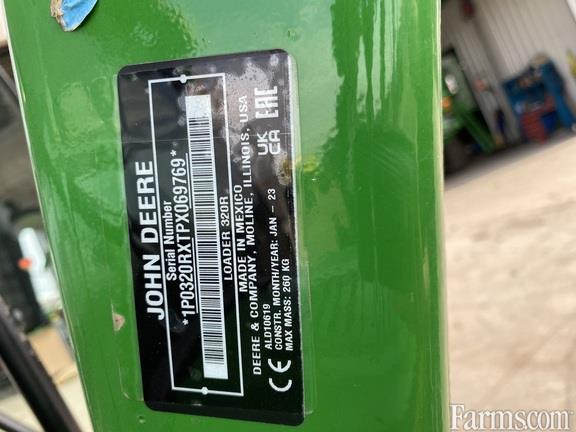 JOHN DEERE
Serial Number
*1P0320RXTPX069769*
LOADER 320R
MADE IN MEXICO
DEERE & COMPANY, MOLINE, ILLINOIS, USA
ALD10619
CONSTR. MONTH/YEAR: JAN - 23
MAX MASS: 260 KG
CE
UK
CA
EAC
Farms.com